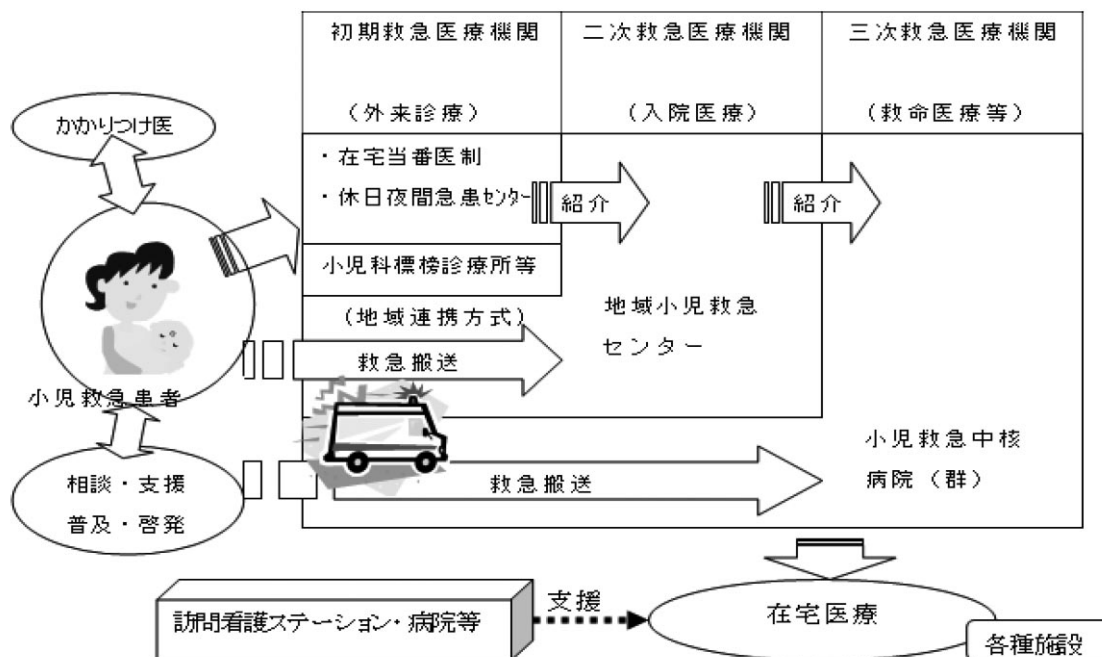 初期救急医療機関
二次救急医療機関
三次救急医療機関
(外来診療)
(入院医療)
(救命医療等)
かかりつけ医
・在宅当番医制
・休日夜間急患センター
紹介
紹介
小児科標榜診療所等
(地域連携方式)
地域小児救急
センター
救急搬送
小児救急患者
小児救急中核
病院(群)
相談・支援
普及・啓発
救急搬送
訪問看護ステーション・病院等
支援
在宅医療
各種施設